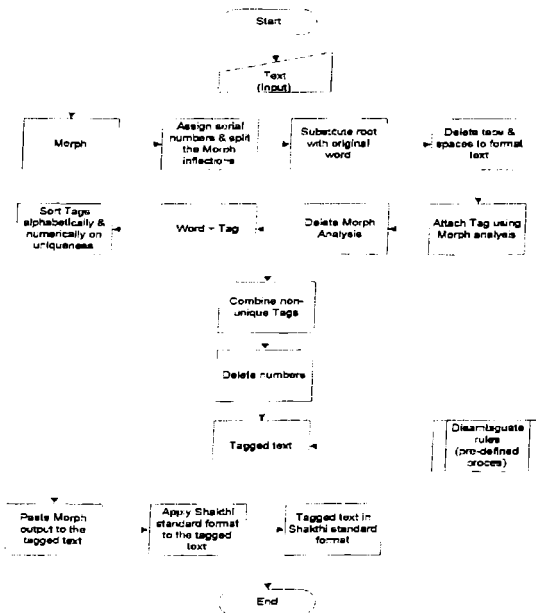 Start
Text
(Input)
Morph
Assign serial
numbers & split
the Morph
inflections
Substitute root
with original
word
Delete tabs &
spaces to format
text
Sort Tags
alphabetically &
numerically on
uniqueness
Word + Tag
Delete Morph
Analysis
Attach Tag using
Morph analysis
Combine non-
unique Tags
Delete numbers
Tagged text
Disambiguate
rules
(pre-defined
proces)
Paste Morph
output to the
tagged text
Apply Shakthi
standard format
to the tagged
text
Tagged text in
Shakthi standard
format
End